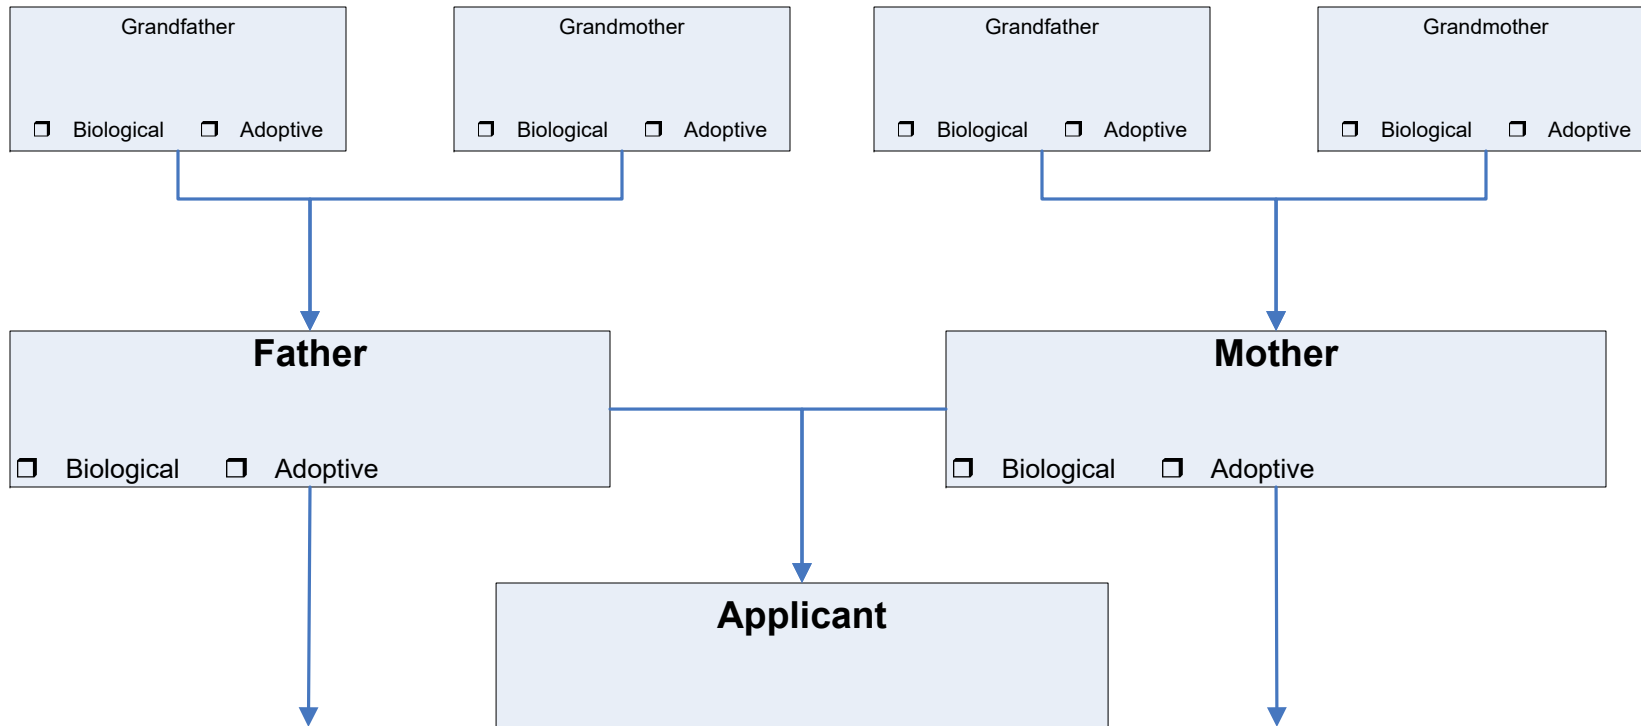 Grandfather Grandmother Grandfather Grandmother
❒ Biological ❒ Adoptive ❒ Biological ❒ Adoptive ❒ Biological ❒ Adoptive ❒ Biological ❒ Adoptive
Father Mother
❒ Biological ❒ Adoptive ❒ Biological ❒ Adoptive
Applicant